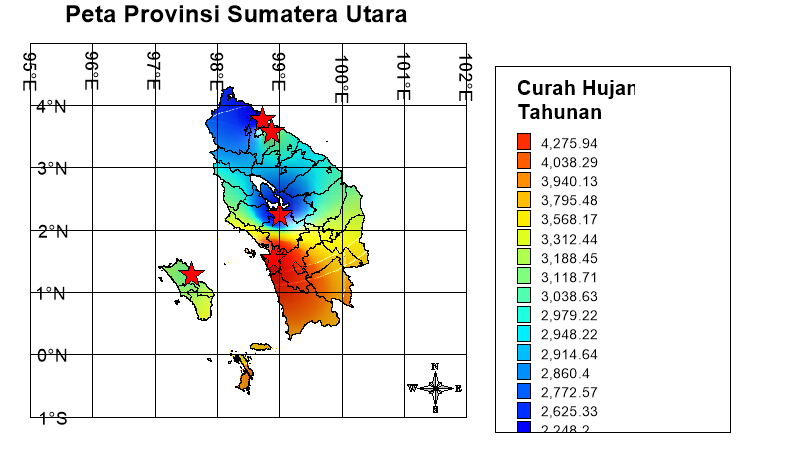 Peta Provinsi Sumatera Utara
95°E 96°E 97°E 98°E 99°E 100°E 101°E 102°E
4°N
3°N
2°N
1°N
0°N
1°S
N
W E
S
Curah Hujan
Tahunan
4,275.94
4,038.29
3,940.13
3,795.48
3,568.17
3,312.44
3,188.45
3,118.71
3,038.63
2,979.22
2,948.22
2,914.64
2,860.4
2,772.57
2,625.33
2,248.2